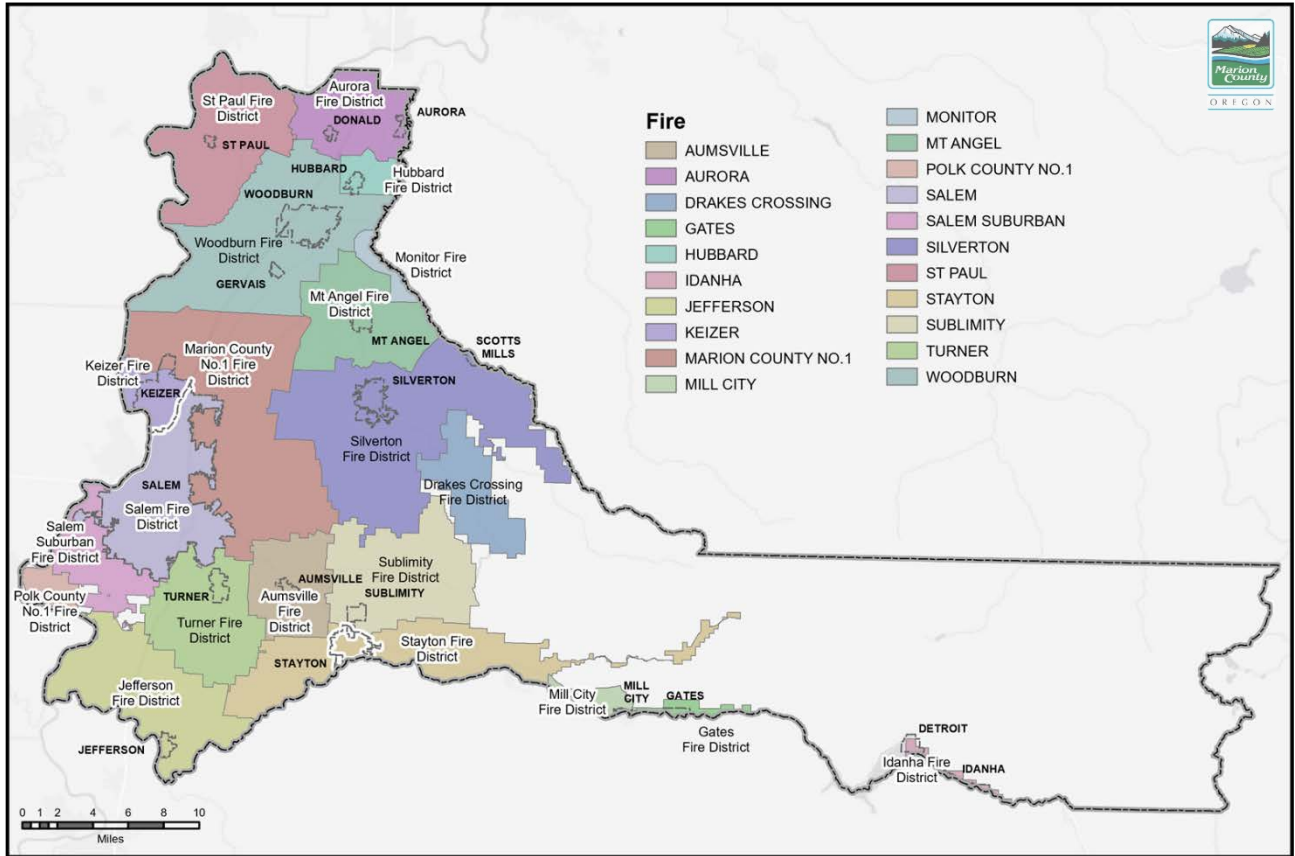 Marion
County
OREGON
St Paul Fire
District
ST PAUL
Aurora
Fire District
DONALD
AURORA
HUBBARD
Hubbard
Fire District
WOODBURN
Woodburn Fire
District
GERVAIS
Monitor Fire
District
Mt Angel Fire
District
MT ANGEL
SCOTTS
MILLS
Marion County
No.1 Fire
District
Keizer Fire
District
KEIZER
SILVERTON
Silverton
Fire District
Drakes Crossing
Fire District
SALEM
Salem Fire
District
Salem
Suburban
Fire District
Polk County
No.1 Fire
District
TURNER
Turner Fire
District
AUMSVILLE
Aumsville
Fire
District
Sublimity
Fire District
SUBLIMITY
STAYTON
Stayton Fire
District
Jefferson
Fire District
JEFFERSON
Mill City
Fire District
MILL
CITY
GATES
Gates
Fire District
DETROIT
Idanha Fire
District
IDANHA
Fire
AUMSVILLE
AURORA
DRAKES CROSSING
GATES
HUBBARD
IDANHA
JEFFERSON
KEIZER
MARION COUNTY NO.1
MILL CITY
MONITOR
MT ANGEL
POLK COUNTY NO.1
SALEM
SALEM SUBURBAN
SILVERTON
ST PAUL
STAYTON
SUBLIMITY
TURNER
WOODBURN
0 1 2 4 6 8 10
Miles